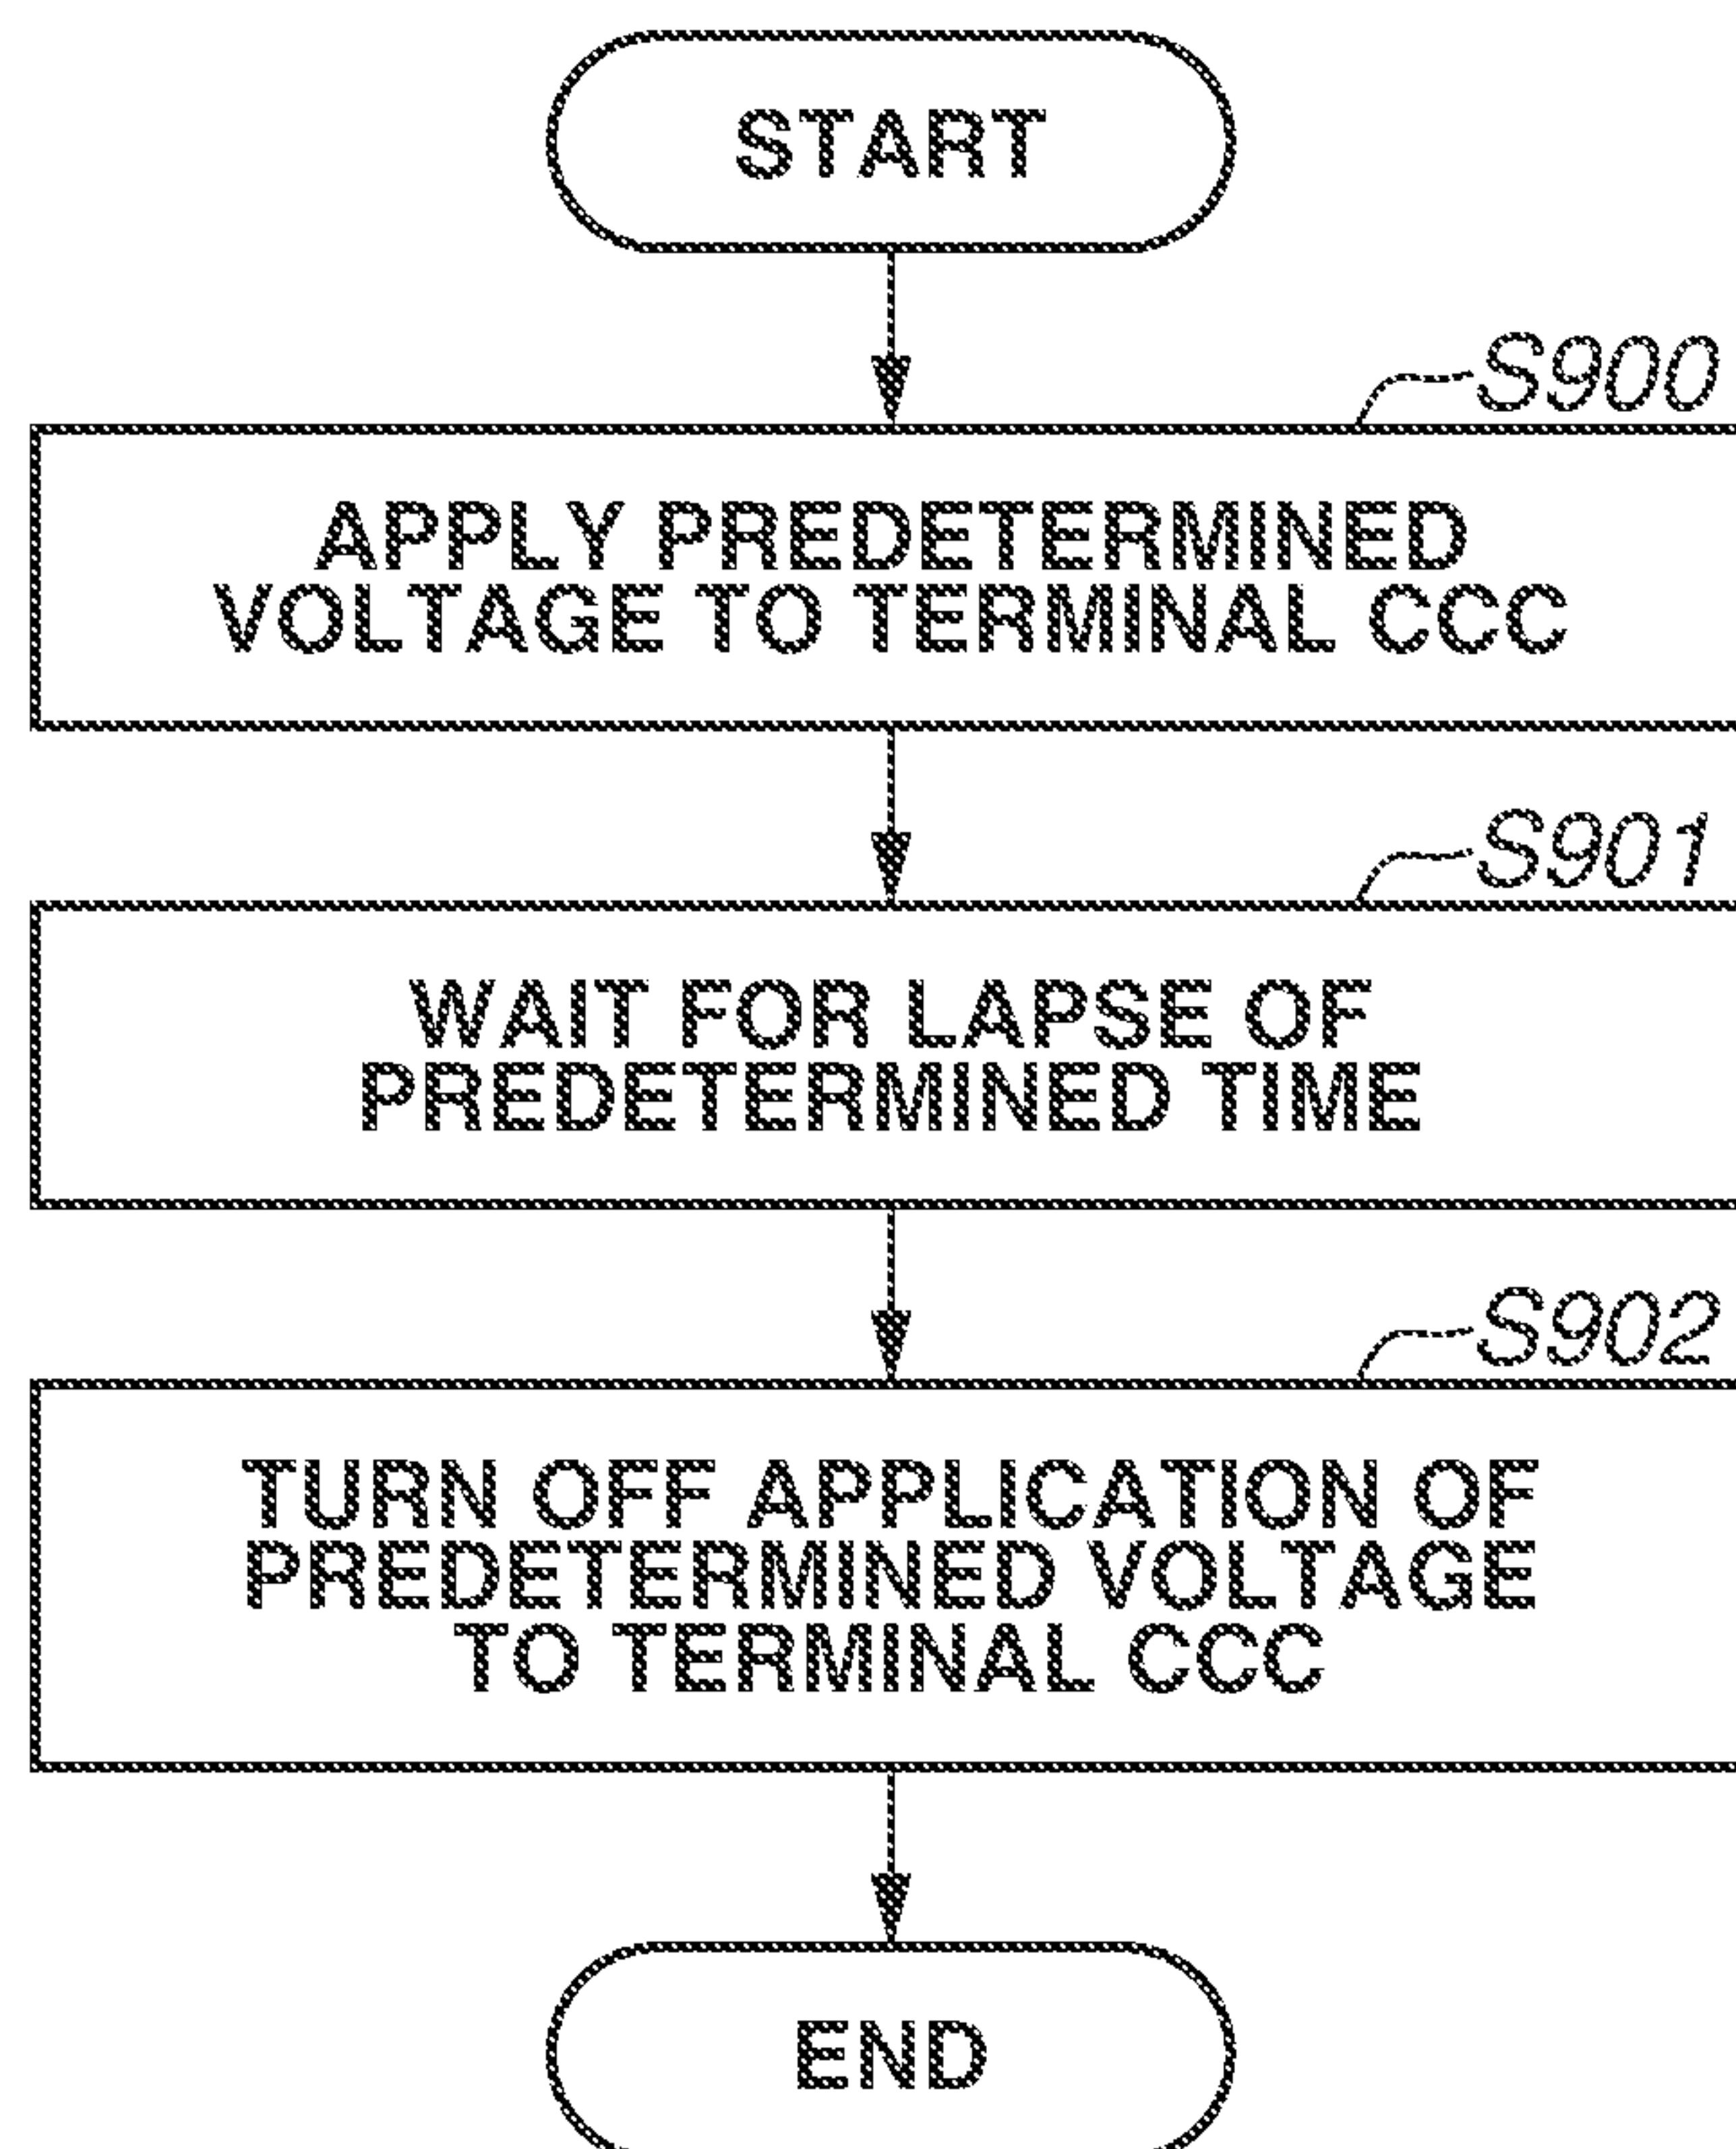 START
S900
APPLY PREDETERMINED
VOLTAGE TO TERMINAL CCC
S901
WAIT FOR LAPSE OF
PREDETERMINED TIME
S902
TURN OFF APPLICATION OF
PREDETERMINED VOLTAGE
TO TERMINAL CCC
END